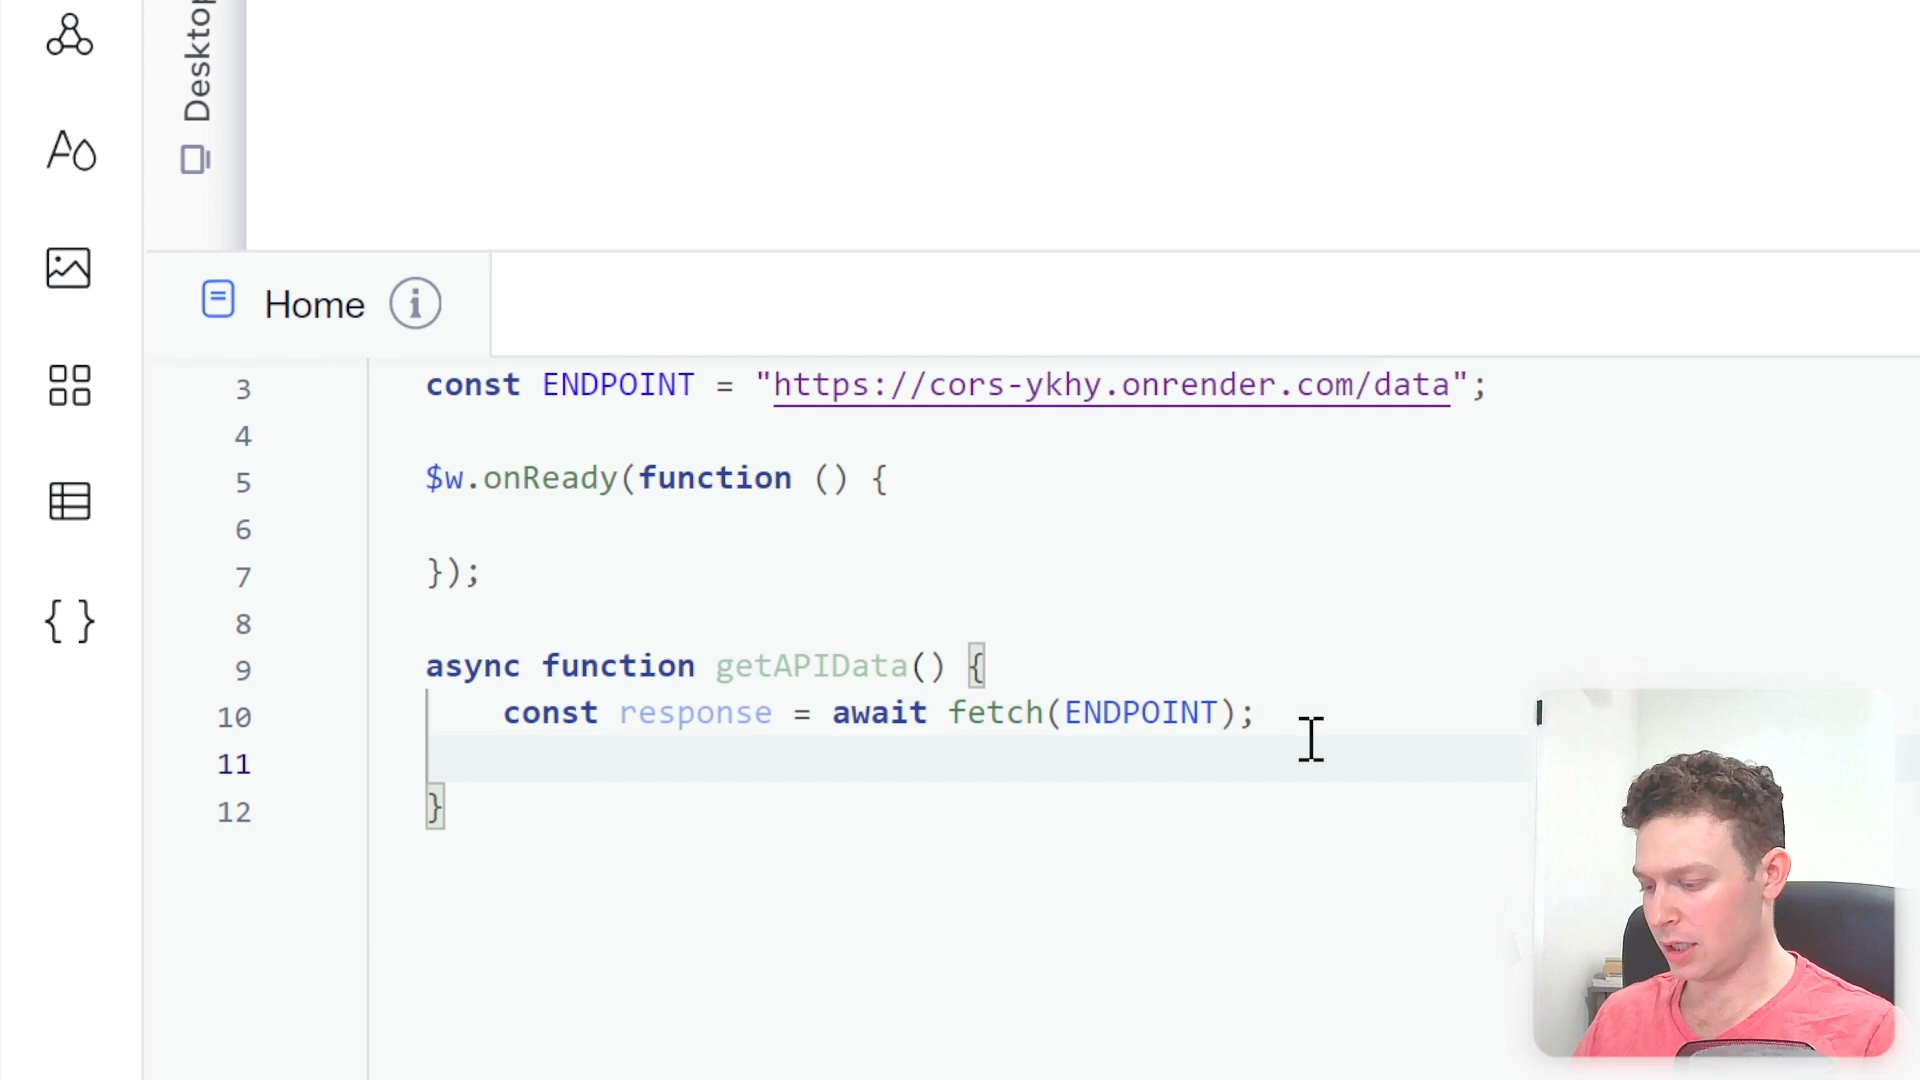 Desktop
Home
3 const ENDPOINT = "https://cors-ykhy.onrender.com/data";
4
5 $w.onReady(function () {
6
7 });
8
9 async function getAPIData() {
10 const response = await fetch(ENDPOINT);
11
12 }